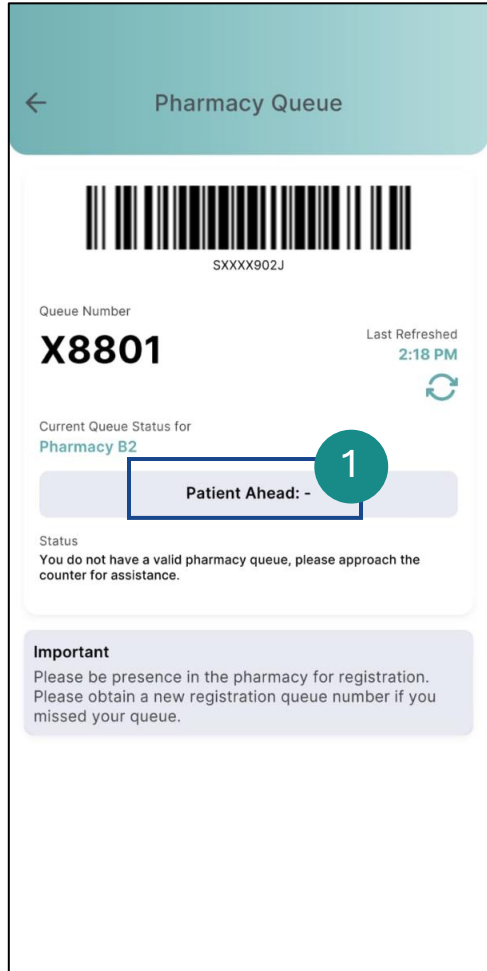 Pharmacy Queue
SXXXX902J
Queue Number
X8801
Last Refreshed
2:18 PM
Current Queue Status for
Pharmacy B2
1
Patient Ahead: -
Status
You do not have a valid pharmacy queue, please approach the
counter for assistance.
Important
Please be presence in the pharmacy for registration.
Please obtain a new registration queue number if you
missed your queue.